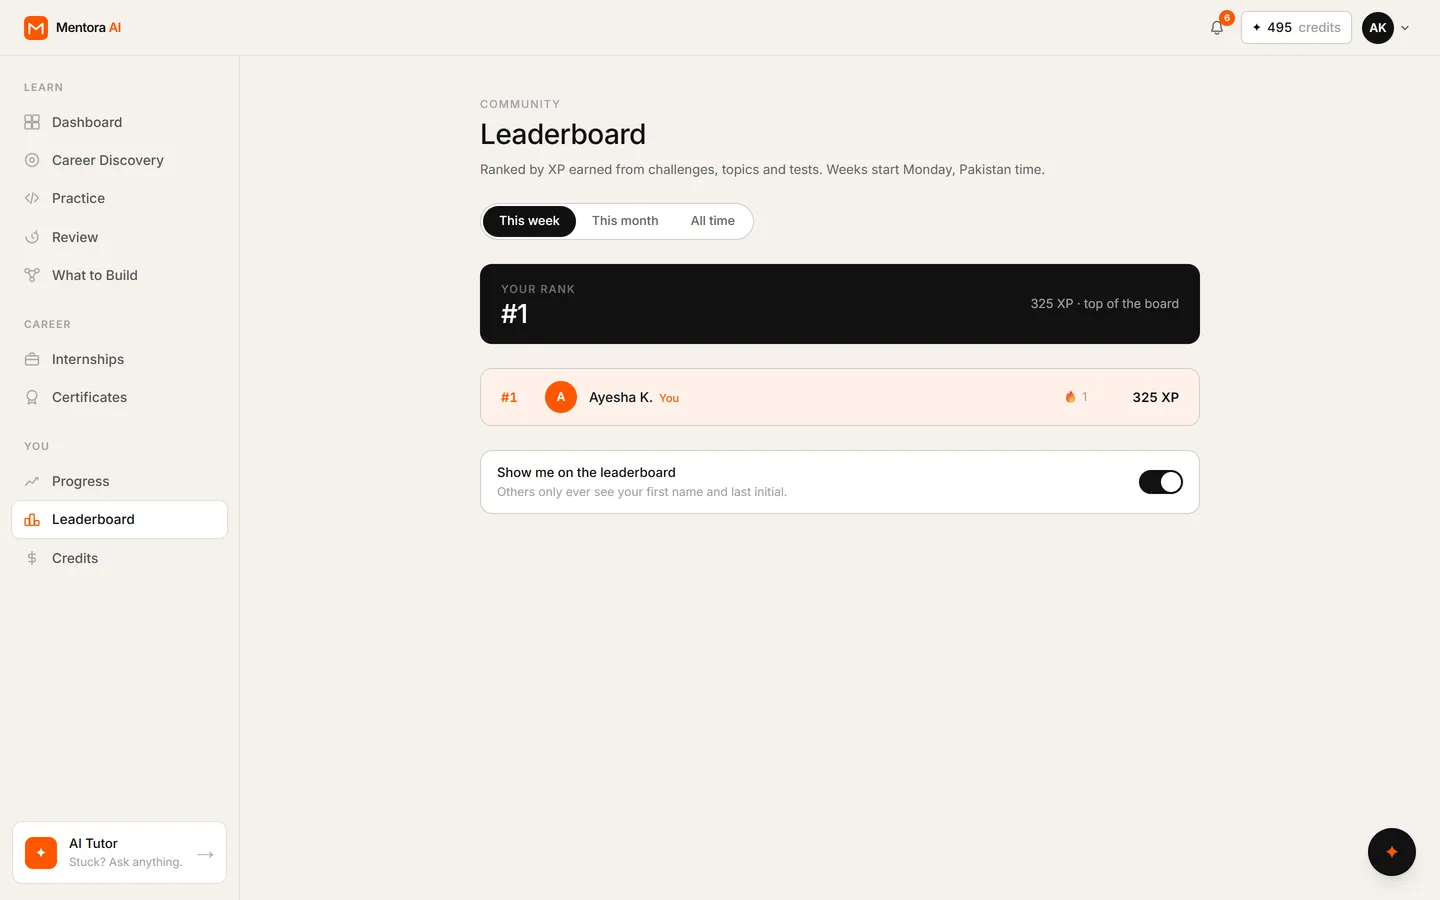 Mentora AI
6
495 credits
AK
LEARN
Dashboard
Career Discovery
Practice
Review
What to Build
CAREER
Internships
Certificates
YOU
Progress
Leaderboard
Credits
AI Tutor
Stuck? Ask anything.
COMMUNITY
Leaderboard
Ranked by XP earned from challenges, topics and tests. Weeks start Monday, Pakistan time.
This week This month All time
YOUR RANK
#1
325 XP · top of the board
#1 A Ayesha K. You 1 325 XP
Show me on the leaderboard
Others only ever see your first name and last initial.